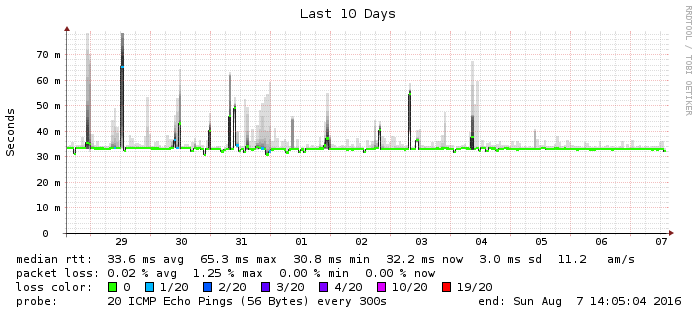 Last 10 Days
RRDTOOL / TOBI OETIKER
Seconds
70 m
60 m
50 m
40 m
30 m
20 m
10 m
0
29 30 31 01 02 03 04 05 06 07
median rtt: 33.6 ms avg 65.3 ms max 30.8 ms min 32.2 ms now 3.0 ms sd 11.2 am/s
packet loss: 0.02 % avg 1.25 % max 0.00 % min 0.00 % now
loss color: 0 1/20 2/20 3/20 4/20 10/20 19/20
probe: 20 ICMP Echo Pings (56 Bytes) every 300s end: Sun Aug 7 14:05:04 2016